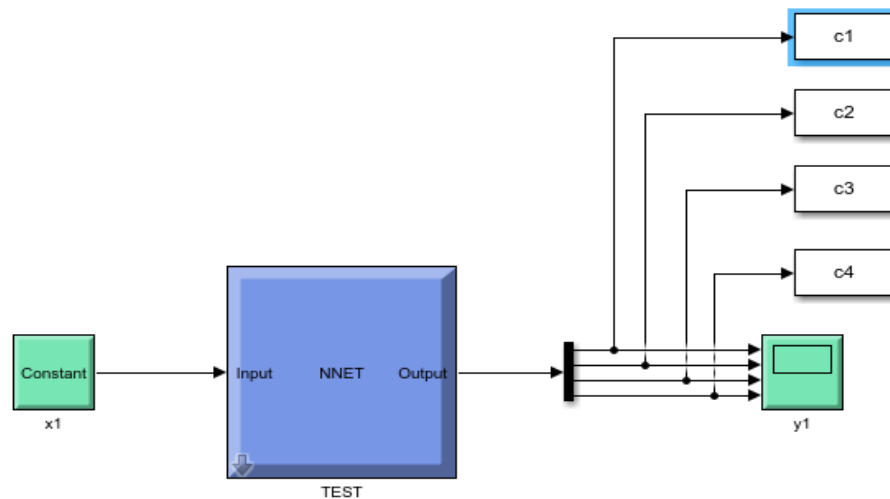 c1
c2
c3
c4
Constant
x1
Input NNET Output
TEST
y1